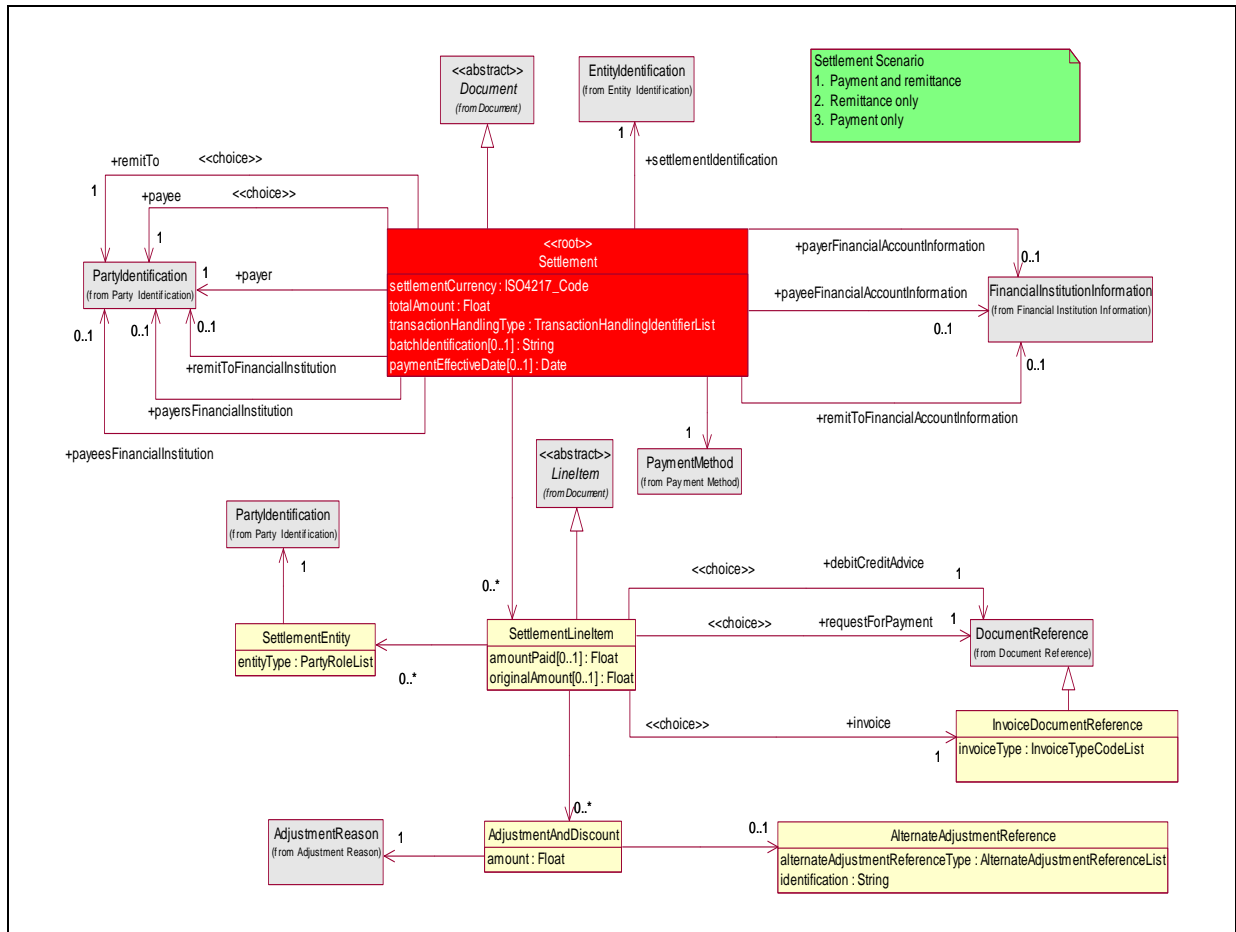 <<abstract>>
Document
(from Document)
EntityIdentification
(from Entity Identification)
Settlement Scenario
1. Payment and remittance
2. Remittance only
3. Payment only
1
+settlementIdentification
+remitTo
<<choice>>
1
+payee
<<choice>>
1
<<root>>
Settlement
settlementCurrency : ISO4217_Code
totalAmount : Float
transactionHandlingType : TransactionHandlingIdentifierList
batchIdentification[0..1] : String
paymentEffectiveDate[0..1] : Date
+payerFinancialAccountInformation
0..1
PartyIdentification
(from Party Identification)
1
+payer
+payeeFinancialAccountInformation
0..1
FinancialInstitutionInformation
(from Financial Institution Information)
0..1
0..1
0..1
+remitToFinancialInstitution
0..1
+payersFinancialInstitution
+remitToFinancialAccountInformation
+payeesFinancialInstitution
1
PaymentMethod
(from Payment Method)
<<abstract>>
LineItem
(from Document)
PartyIdentification
(from Party Identification)
1
0..*
<<choice>>
+debitCreditAdvice
1
<<choice>>
+requestForPayment
1
DocumentReference
(from Document Reference)
SettlementEntity
entityType : PartyRoleList
0..*
SettlementLineItem
amountPaid[0..1] : Float
originalAmount[0..1] : Float
<<choice>>
+invoice
1
InvoiceDocumentReference
invoiceType : InvoiceTypeCodeList
0..*
AdjustmentReason
(from Adjustment Reason)
1
AdjustmentAndDiscount
amount : Float
0..1
AlternateAdjustmentReference
alternateAdjustmentReferenceType : AlternateAdjustmentReferenceList
identification : String